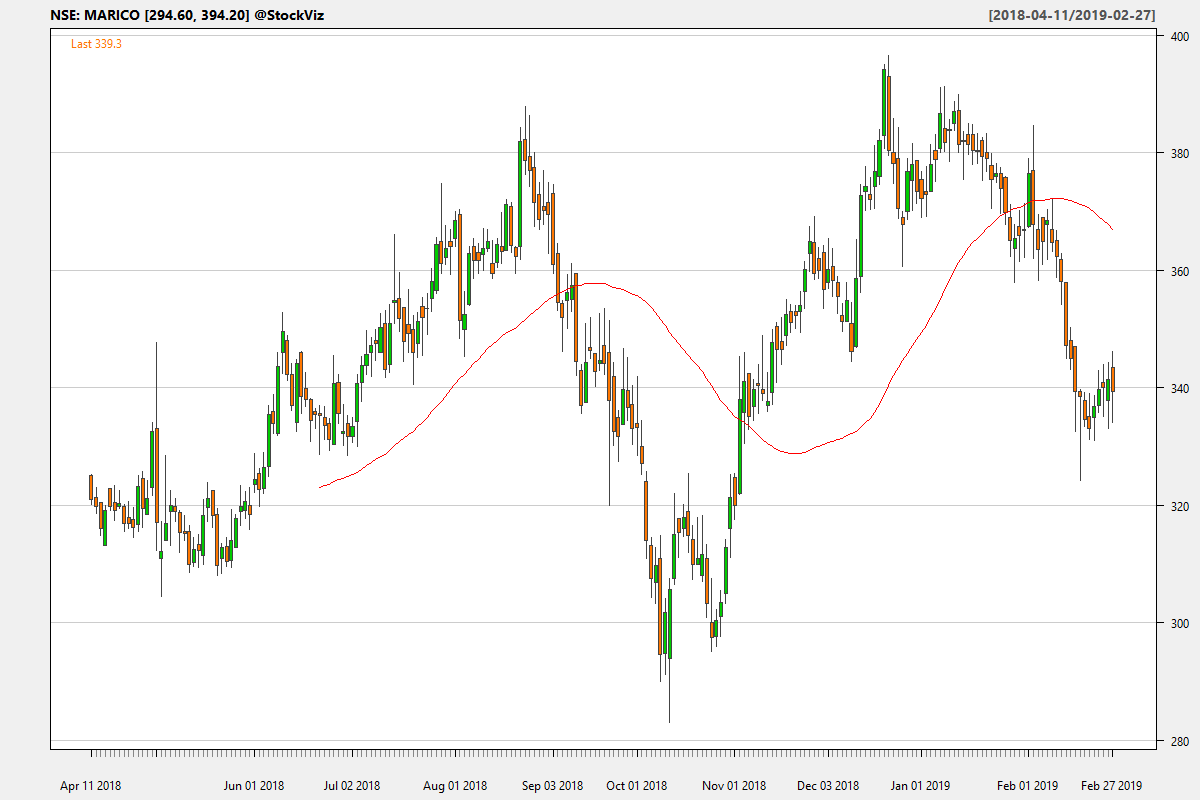 NSE: MARICO [294.60, 394.20] @StockViz
[2018-04-11/2019-02-27]
Last 339.3
400
380
360
340
320
300
280
Apr 11 2018
Jun 01 2018
Jul 02 2018
Aug 01 2018
Sep 03 2018
Oct 01 2018
Nov 01 2018
Dec 03 2018
Jan 01 2019
Feb 01 2019
Feb 27 2019